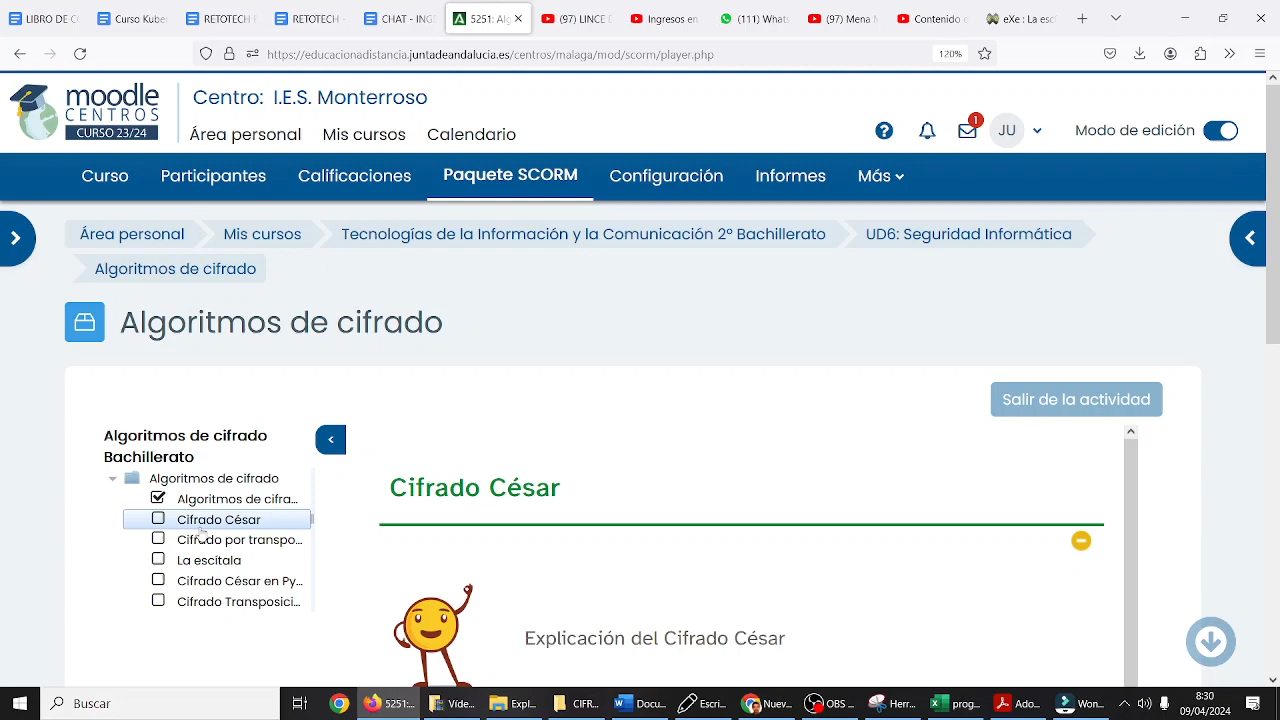 LIBRO DE C
Curso Kube
RETOTECH
RETOTECH -
CHAT - ING
5251: Alg
(97) LINCE D
Ingresos en
(111) What
(97) Mena
Contenido
eXe : La esc
https://educacionadistancia.juntadeandalucia.es/centros/malaga/mod/scorm/player.php
120%
moodle
CENTROS
CURSO 23/24
Centro: I.E.S. Monterroso
Área personal Mis cursos Calendario
1
JU
Modo de edición
Curso Participantes Calificaciones Paquete SCORM Configuración Informes Más
Área personal Mis cursos Tecnologías de la Información y la Comunicación 2º Bachillerato UD6: Seguridad Informática
Algoritmos de cifrado
Algoritmos de cifrado
Salir de la actividad
Algoritmos de cifrado
Bachillerato
Algoritmos de cifrado
Algoritmos de cifra...
Cifrado César
Cifrado por transpo...
La escítala
Cifrado César en Py...
Cifrado Transposici...
Cifrado César
Explicación del Cifrado César
Buscar
5251...
Víde...
Expl...
CIFR...
Docu...
Escri...
Nuev...
OBS ...
Herr...
prog...
Ado...
Won...
8:30
09/04/2024